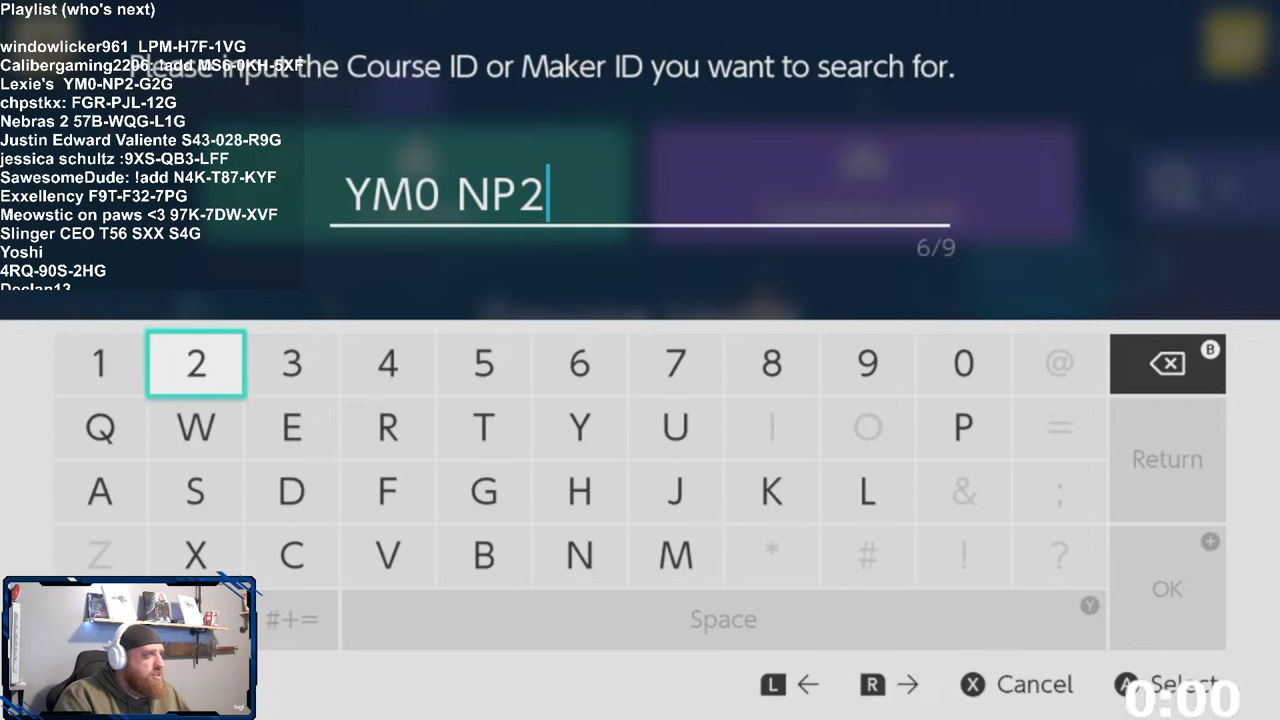 Playlist (who's next)
windowlicker961 LPM-H7F-1VG
Calibergaming2206: !add MS6-0KH-5XF
Lexie's YM0-NP2-G2G
chpstkx: FGR-PJL-12G
Nebras 2 57B-WQG-L1G
Justin Edward Valiente S43-028-R9G
jessica schultz :9XS-QB3-LFF
SawesomeDude: !add N4K-T87-KYF
Exxellency F9T-F32-7PG
Meowstic on paws <3 97K-7DW-XVF
Slinger CEO T56 SXX S4G
Yoshi
4RQ-90S-2HG
Declan13
Please input the Course ID or Maker ID you want to search for.
YM0 NP2
6/9
1 2 3 4 5 6 7 8 9 0 @ B
Q W E R T Y U I O P =
Return
A S D F G H J K L & ;
Z X C V B N M * # ! ? +
OK
#+= Space Y
L ← R → X Cancel A Select
0:00